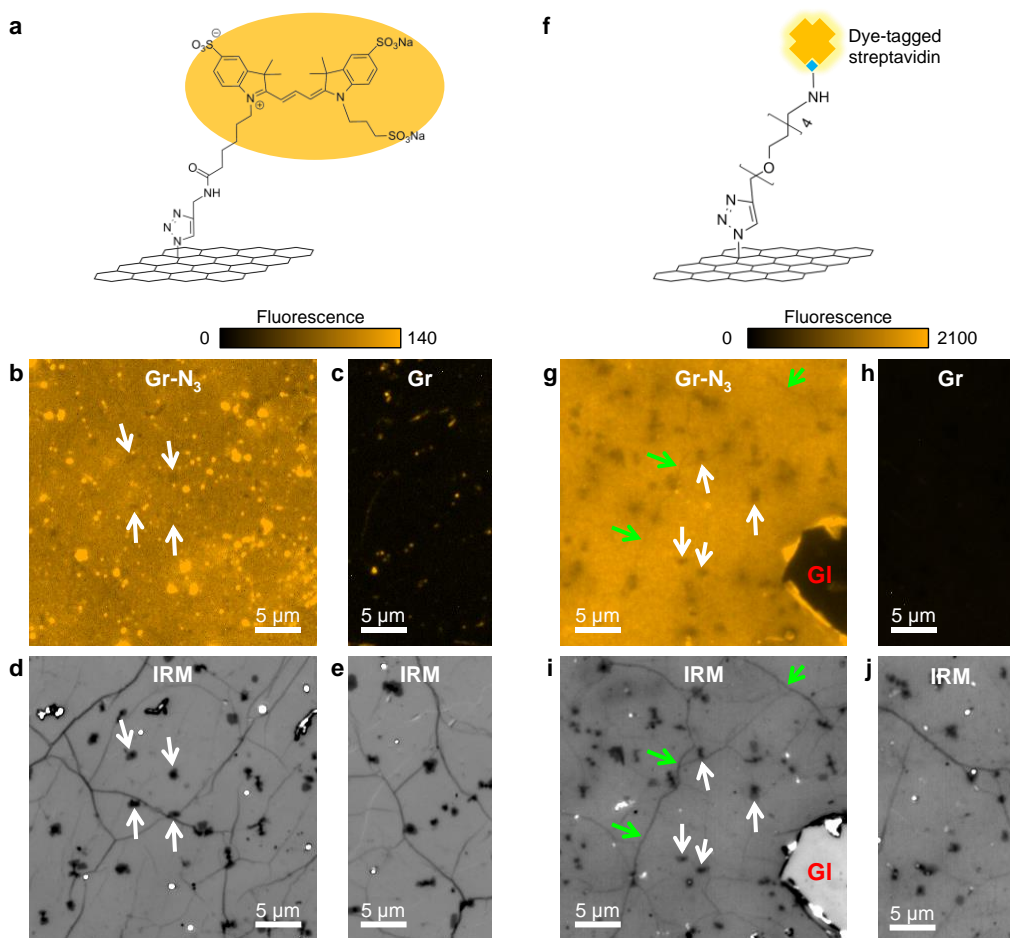 a
O₃S⊖
SO₃Na
N⊕
N
SO₃Na
O
NH
N
N
N
Fluorescence
0
140
b
Gr-N₃
5 µm
c
Gr
5 µm
d
IRM
5 µm
e
IRM
5 µm
f
Dye-tagged
streptavidin
NH
4
O
N
N
N
Fluorescence
0
2100
g
Gr-N₃
Gl
5 µm
h
Gr
5 µm
i
IRM
Gl
5 µm
j
IRM
5 µm